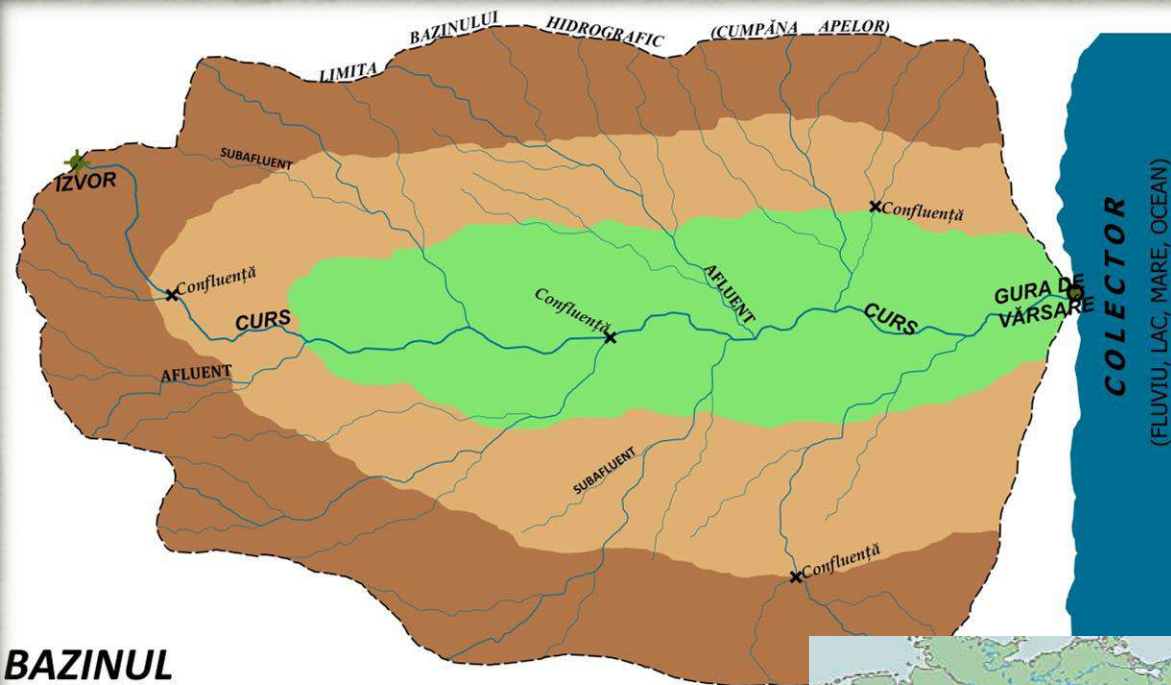 LIMITA BAZINULUI HIDROGRAFIC (CUMPĂNA APELOR)
IZVOR
SUBAFLUENT
Confluență
Confluență
CURS
AFLUENT
Confluență
AFLUENT
CURS
GURA DE
VĂRSARE
COLECTOR
(FLUVIU, LAC, MARE, OCEAN)
SUBAFLUENT
Confluență
BAZINUL